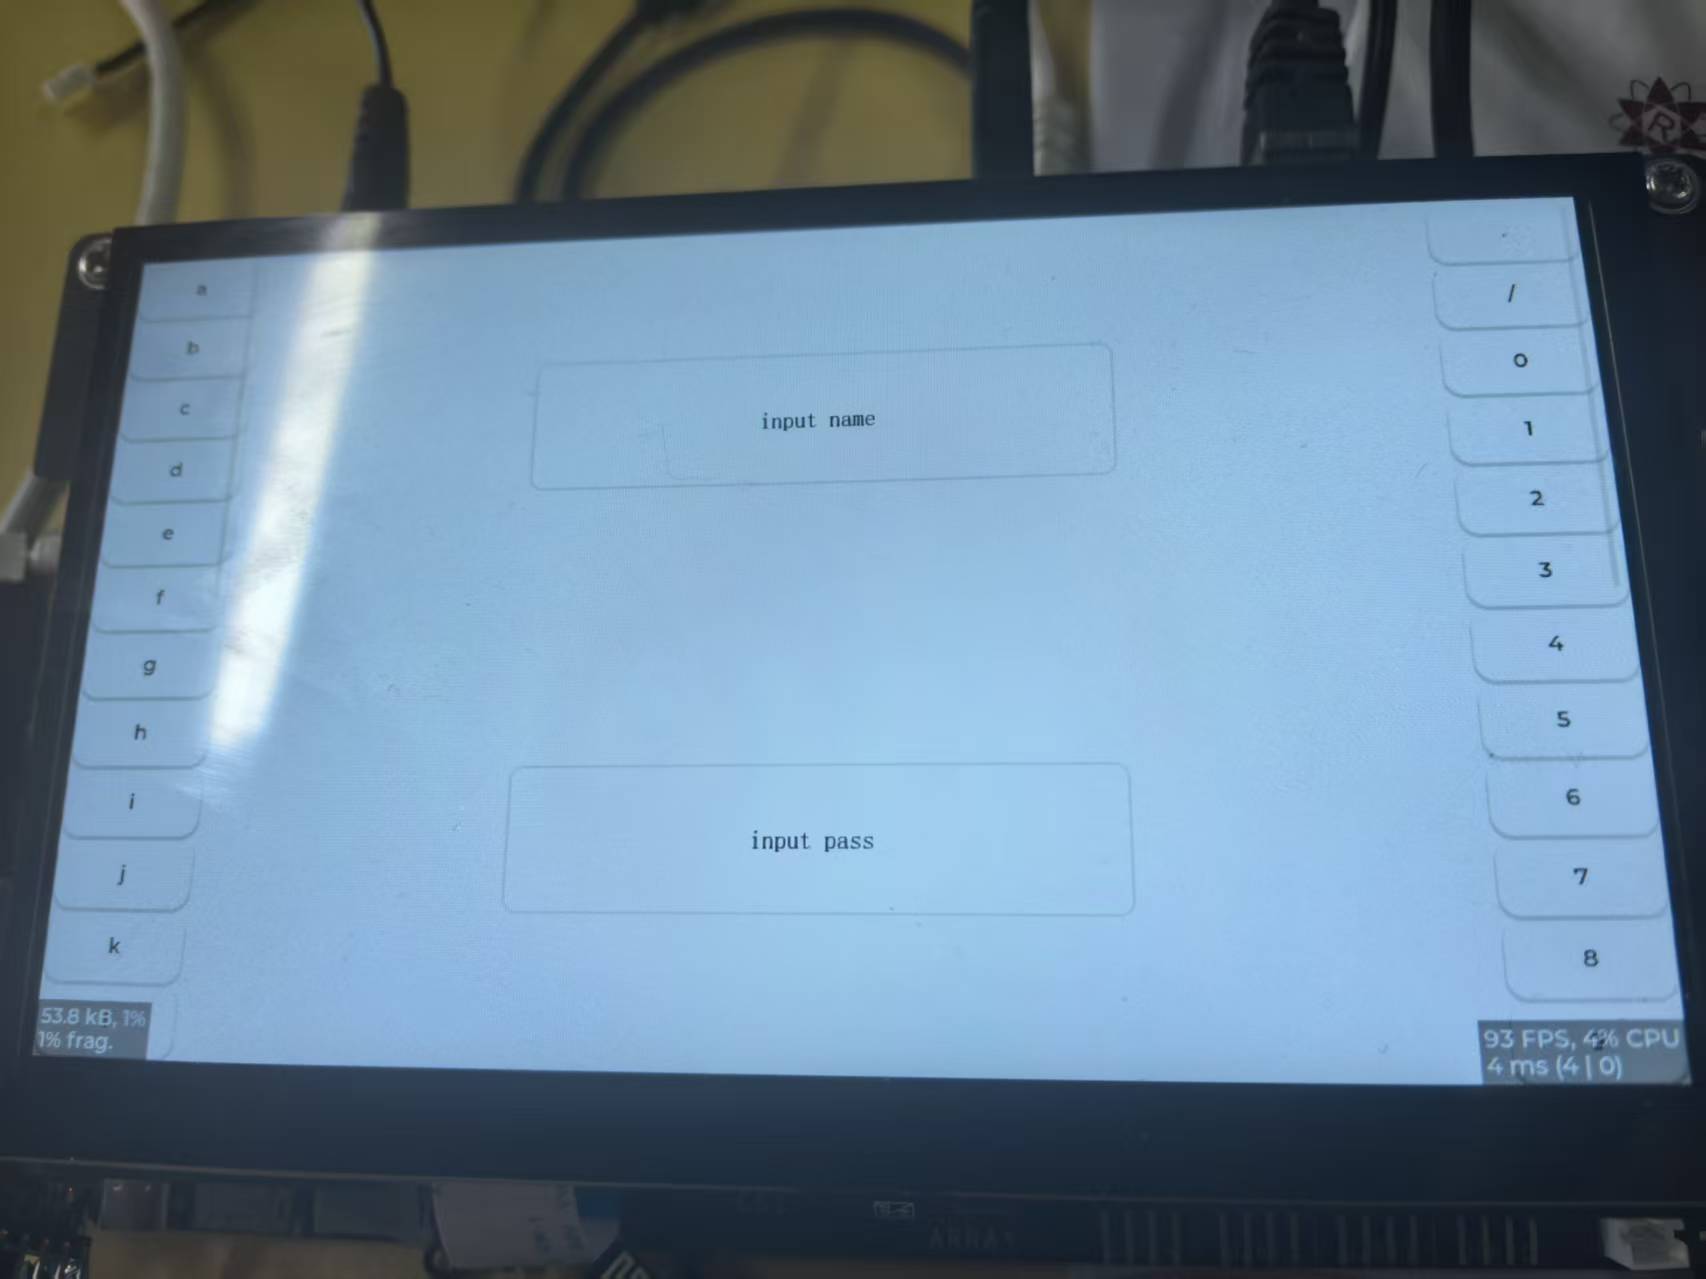 a
b
c
d
e
f
g
h
i
j
k
input name
input pass
.
/
0
1
2
3
4
5
6
7
8
53.8 kB, 1%
1% frag.
93 FPS, 4% CPU
4 ms (4 | 0)
R
ARRAY